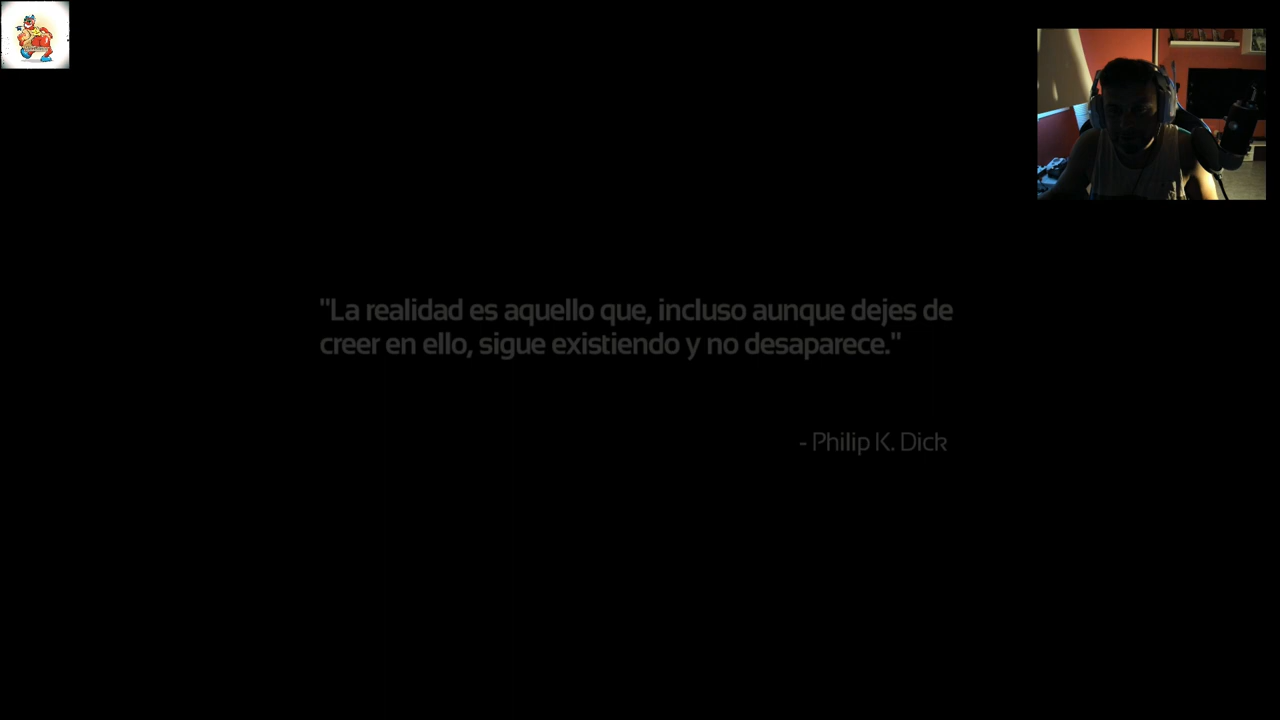 "La realidad es aquello que, incluso aunque dejes de
creer en ello, sigue existiendo y no desaparece."
- Philip K. Dick